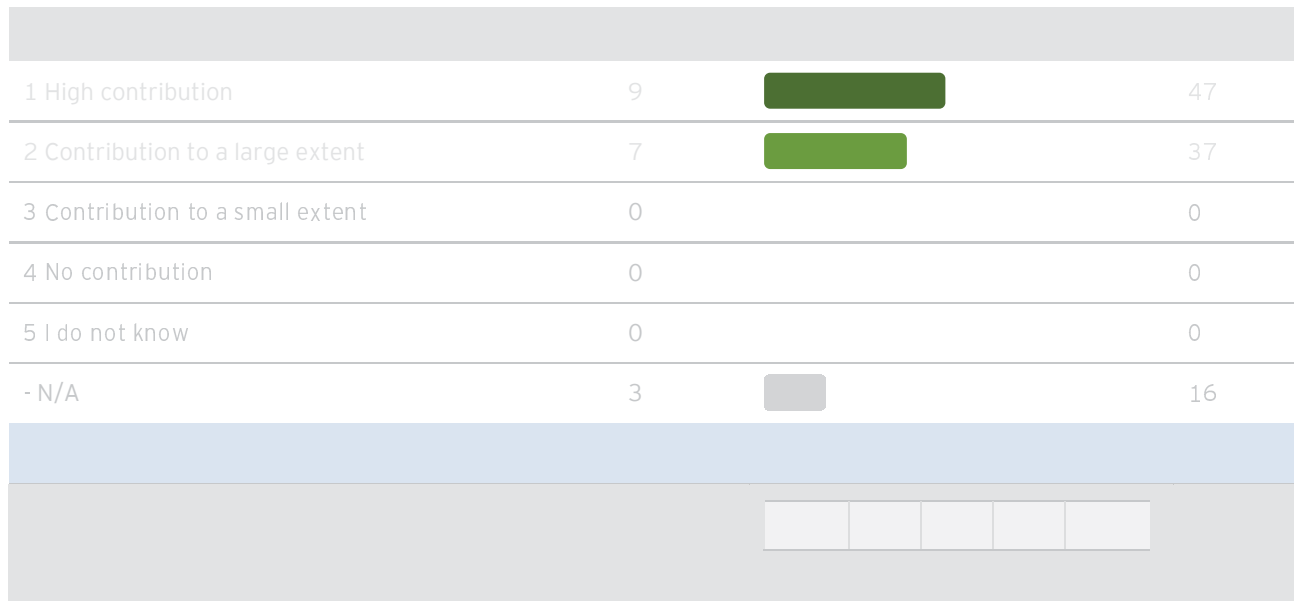 1 High contribution 9 47
2 Contribution to a large extent 7 37
3 Contribution to a small extent 0 0
4 No contribution 0 0
5 I do not know 0 0
- N/A 3 16